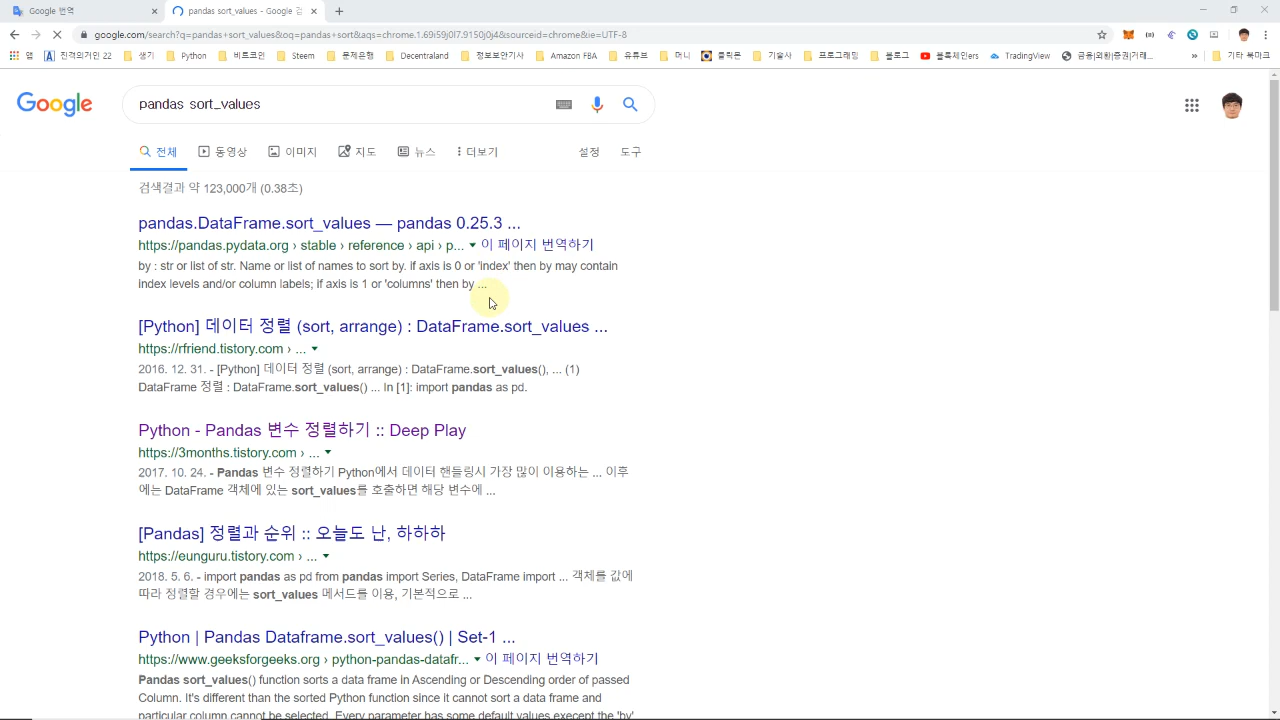 Google 번역
pandas sort_values - Google 검
google.com/search?q=pandas+sort_values&oq=pandas+sort&aqs=chrome.1.69i59j0l7.9150j0j4&sourceid=chrome&ie=UTF-8
앱 진격의거인 22 생기 Python 비트코인 Steem 문제은행 Decentraland 정보보안기사 Amazon FBA 유튜브 머니 콜릭몬 기술사 프로그래밍 블로그 블록체인ers TradingView 금융|외환|증권|거래... » 기타 북마크
Google
pandas sort_values
전체 동영상 이미지 지도 뉴스 더보기 설정 도구
검색결과 약 123,000개 (0.38초)
pandas.DataFrame.sort_values — pandas 0.25.3 ...
https://pandas.pydata.org › stable › reference › api › p... ▼ 이 페이지 번역하기
by : str or list of str. Name or list of names to sort by. if axis is 0 or 'index' then by may contain
index levels and/or column labels; if axis is 1 or 'columns' then by ...
[Python] 데이터 정렬 (sort, arrange) : DataFrame.sort_values ...
https://rfriend.tistory.com › ... ▼
2016. 12. 31. - [Python] 데이터 정렬 (sort, arrange) : DataFrame.sort_values(), ... (1)
DataFrame 정렬 : DataFrame.sort_values() ... In [1]: import pandas as pd.
Python - Pandas 변수 정렬하기 :: Deep Play
https://3months.tistory.com › ... ▼
2017. 10. 24. - Pandas 변수 정렬하기 Python에서 데이터 핸들링시 가장 많이 이용하는 ... 이후
에는 DataFrame 객체에 있는 sort_values를 호출하면 해당 변수에 ...
[Pandas] 정렬과 순위 :: 오늘도 난, 하하하
https://eunguru.tistory.com › ... ▼
2018. 5. 6. - import pandas as pd from pandas import Series, DataFrame import ... 객체를 값에
따라 정렬할 경우에는 sort_values 메서드를 이용, 기본적으로 ...
Python | Pandas Dataframe.sort_values() | Set-1 ...
https://www.geeksforgeeks.org › python-pandas-datafr... ▼ 이 페이지 번역하기
Pandas sort_values() function sorts a data frame in Ascending or Descending order of passed
Column. It's different than the sorted Python function since it cannot sort a data frame and
particular column cannot be selected. Every parameter has some default values execept the 'by'